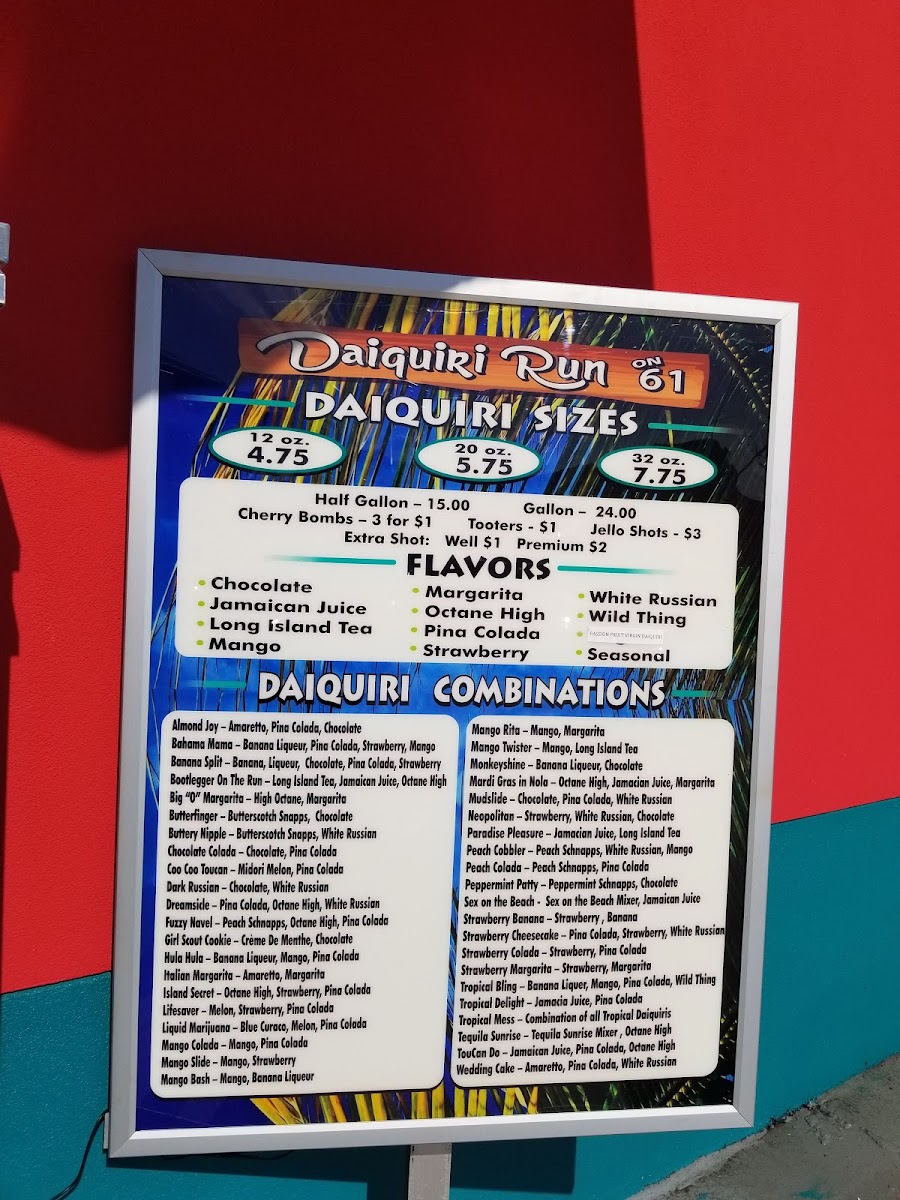 Daiquiri Run ON 61
DAIQUIRI SIZES
12 oz. 4.75
20 oz. 5.75
32 oz. 7.75
Half Gallon – 15.00 Gallon – 24.00
Cherry Bombs – 3 for $1 Tooters - $1 Jello Shots - $3
Extra Shot: Well $1 Premium $2
FLAVORS
• Chocolate
• Jamaican Juice
• Long Island Tea
• Mango
• Margarita
• Octane High
• Pina Colada
• Strawberry
• White Russian
• Wild Thing
• PASSION FRUIT VIRGIN DAIQUIRI
• Seasonal
DAIQUIRI COMBINATIONS
Almond Joy – Amaretto, Pina Colada, Chocolate
Bahama Mama – Banana Liqueur, Pina Colada, Strawberry, Mango
Banana Split – Banana, Liqueur, Chocolate, Pina Colada, Strawberry
Bootlegger On The Run – Long Island Tea, Jamaican Juice, Octane High
Big "O" Margarita – High Octane, Margarita
Butterfinger – Butterscotch Snapps, Chocolate
Buttery Nipple – Butterscotch Snapps, White Russian
Chocolate Colada – Chocolate, Pina Colada
Coo Coo Toucan – Midori Melon, Pina Colada
Dark Russian – Chocolate, White Russian
Dreamsicle – Pina Colada, Octane High, White Russian
Fuzzy Navel – Peach Schnapps, Octane High, Pina Colada
Girl Scout Cookie – Crème De Menthe, Chocolate
Hula Hula – Banana Liqueur, Mango, Pina Colada
Italian Margarita – Amaretto, Margarita
Island Secret – Octane High, Strawberry, Pina Colada
Lifesaver – Melon, Strawberry, Pina Colada
Liquid Marijuana – Blue Curaco, Melon, Pina Colada
Mango Colada – Mango, Pina Colada
Mango Slide – Mango, Strawberry
Mango Bash – Mango, Banana Liqueur
Mango Rita – Mango, Margarita
Mango Twister – Mango, Long Island Tea
Monkeyshine – Banana Liqueur, Chocolate
Mardi Gras in Nola – Octane High, Jamacian Juice, Margarita
Mudslide – Chocolate, Pina Colada, White Russian
Neopolitan – Strawberry, White Russian, Chocolate
Paradise Pleasure – Jamacian Juice, Long Island Tea
Peach Cobbler – Peach Schnapps, White Russian, Mango
Peach Colada – Peach Schnapps, Pina Colada
Peppermint Patty – Peppermint Schnapps, Chocolate
Sex on the Beach - Sex on the Beach Mixer, Jamaican Juice
Strawberry Banana – Strawberry , Banana
Strawberry Cheesecake – Pina Colada, Strawberry, White Russian
Strawberry Colada – Strawberry, Pina Colada
Strawberry Margarita – Strawberry, Margarita
Tropical Bling – Banana Liquer, Mango, Pina Colada, Wild Thing
Tropical Delight – Jamacia Juice, Pina Colada
Tropical Mess – Combination of all Tropical Daiquiris
Tequila Sunrise – Tequila Sunrise Mixer , Octane High
TouCan Do – Jamaican Juice, Pina Colada, Octane High
Wedding Cake – Amaretto, Pina Colada, White Russian